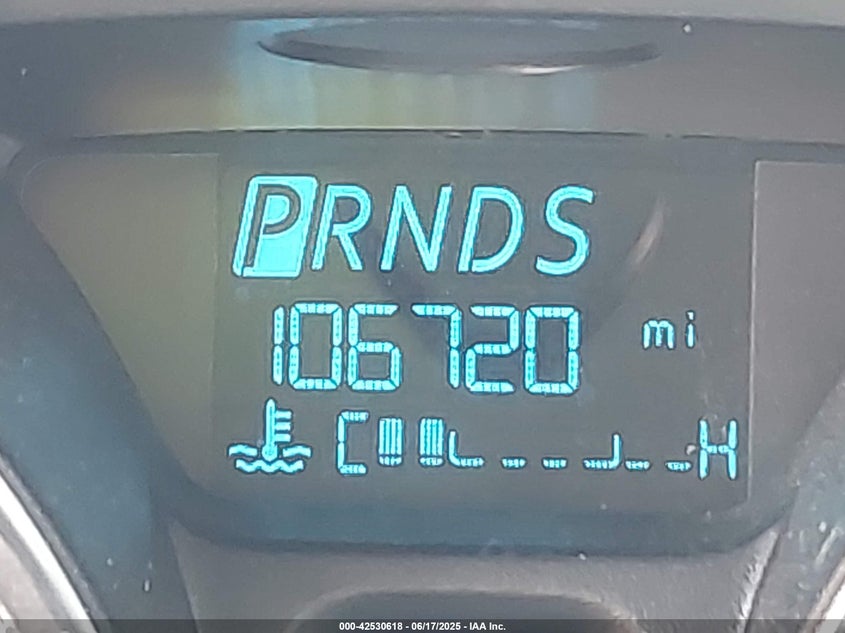 PRNDS
106720 mi
C H
000-42530618 - 06/17/2025 - IAA Inc.